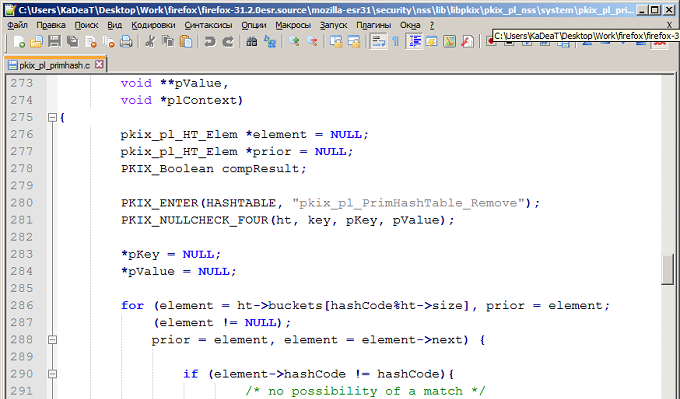 C:\Users\KaDeaT\Desktop\Work\firefox\firefox-31.2.0esr.source\mozilla-esr31\security\nss\lib\libpkix\pkix_pl_nss\system\pkix_pl_pri...
Файл Правка Поиск Вид Кодировки Синтаксисы Опции Макросы Запуск Плагины Окна ? X
C:\Users\KaDeaT\Desktop\Work\firefox\firefox-3
pkix_pl_primhash.c
273 void **pValue,
274 void *plContext)
275 {
276 pkix_pl_HT_Elem *element = NULL;
277 pkix_pl_HT_Elem *prior = NULL;
278 PKIX_Boolean compResult;
279
280 PKIX_ENTER(HASHTABLE, "pkix_pl_PrimHashTable_Remove");
281 PKIX_NULLCHECK_FOUR(ht, key, pKey, pValue);
282
283 *pKey = NULL;
284 *pValue = NULL;
285
286 for (element = ht->buckets[hashCode%ht->size], prior = element;
287 (element != NULL);
288 prior = element, element = element->next) {
289
290 if (element->hashCode != hashCode){
291 /* no possibility of a match */